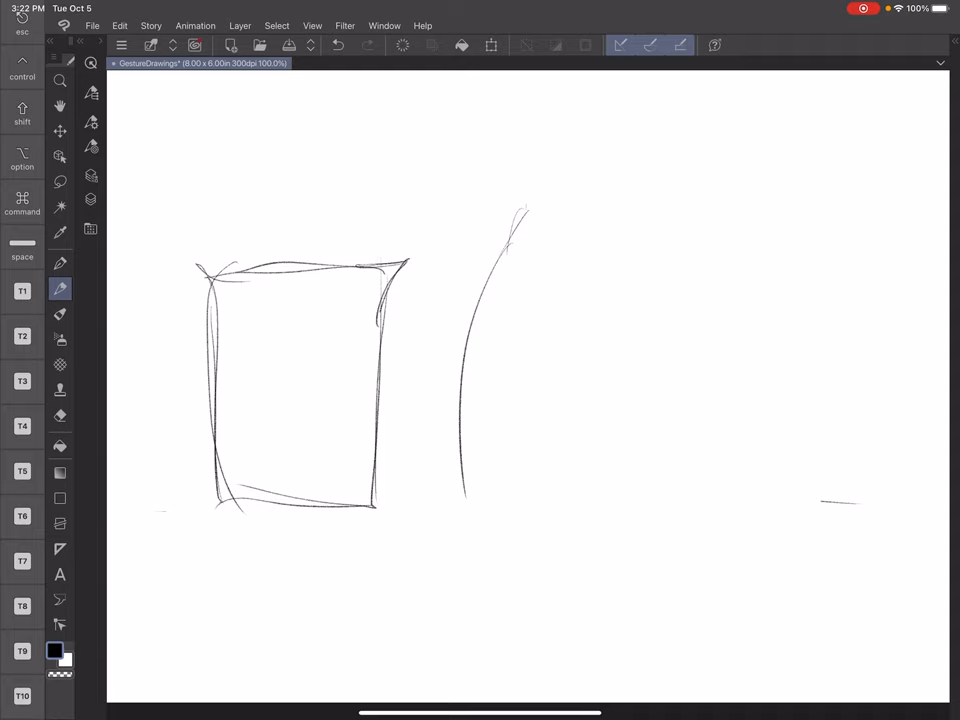 3:22 PM Tue Oct 5 100%
File Edit Story Animation Layer Select View Filter Window Help
GestureDrawings* (8.00 x 6.00in 300dpi 100.0%)
esc
control
shift
option
command
space
T1
T2
T3
T4
T5
T6
T7
T8
T9
T10